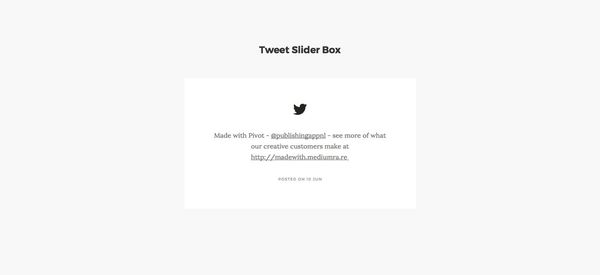 Tweet Slider Box
Made with Pivot - @publishingappnl - see more of what
our creative customers make at
http://madewith.mediumra.re
POSTED ON 10 JUN